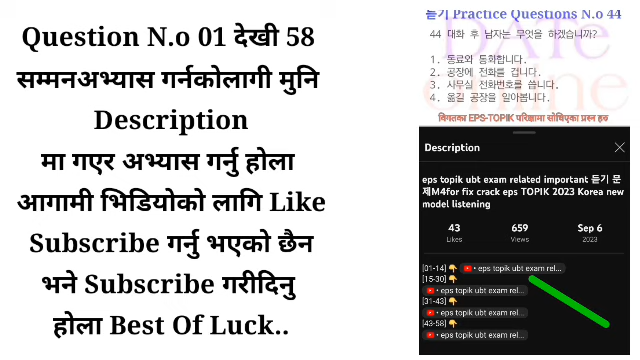 Question N.o 01 देखी 58
सम्मनअभ्यास गर्नकोलागी मुनि
Description
मा गएर अभ्यास गर्नु होला
आगामी भिडियोको लागि Like
Subscribe गर्नु भएको छैन
भने Subscribe गरीदिनु
होला Best Of Luck..
듣기 Practice Questions N.o 44
44 대화 후 남자는 무엇을 하겠습니까?
1. 동료와 통화합니다.
2. 공장에 전화를 겁니다.
3. 사무실 전화번호를 씁니다.
4. 옮길 공장을 알아봅니다.
विगतका EPS-TOPIK परिक्षामा सोधिएका प्रश्न हरु
Description
eps topik ubt exam related important 듣기 문
제M4for fix crack eps TOPIK 2023 Korea new
model listening
43 659 Sep 6
Likes Views 2023
[01-14] 👇 • eps topik ubt exam rel...
[15-30] 👇
• eps topik ubt exam rel...
[31-43] 👇
• eps topik ubt exam rel...
[43-58] 👇
• eps topik ubt exam rel...